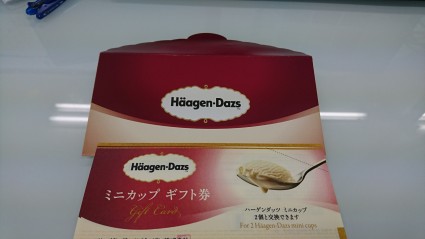 Häagen-Dazs
Häagen-Dazs
ミニカップ ギフト券
Gift Card
ハーゲンダッツ ミニカップ
2個と交換できます
For 2 Häagen-Dazs mini cups